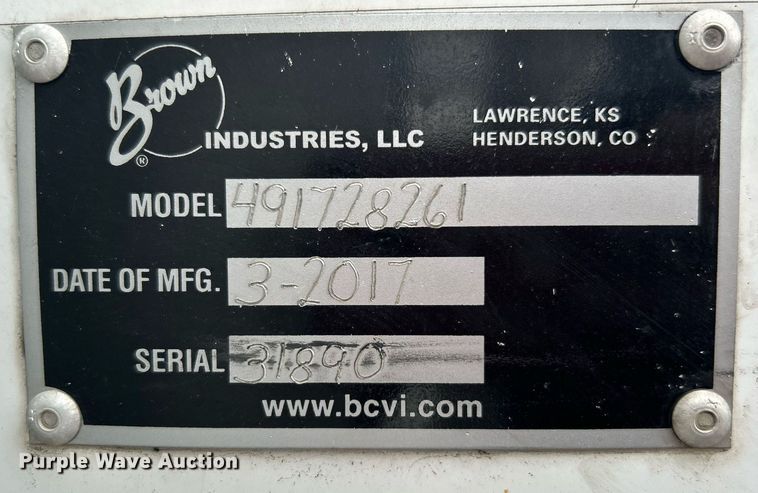 Brown
®
INDUSTRIES, LLC
LAWRENCE, KS
HENDERSON, CO
MODEL 491728261
DATE OF MFG. 3-2017
SERIAL 31890
www.bcvi.com
Purple Wave Auction